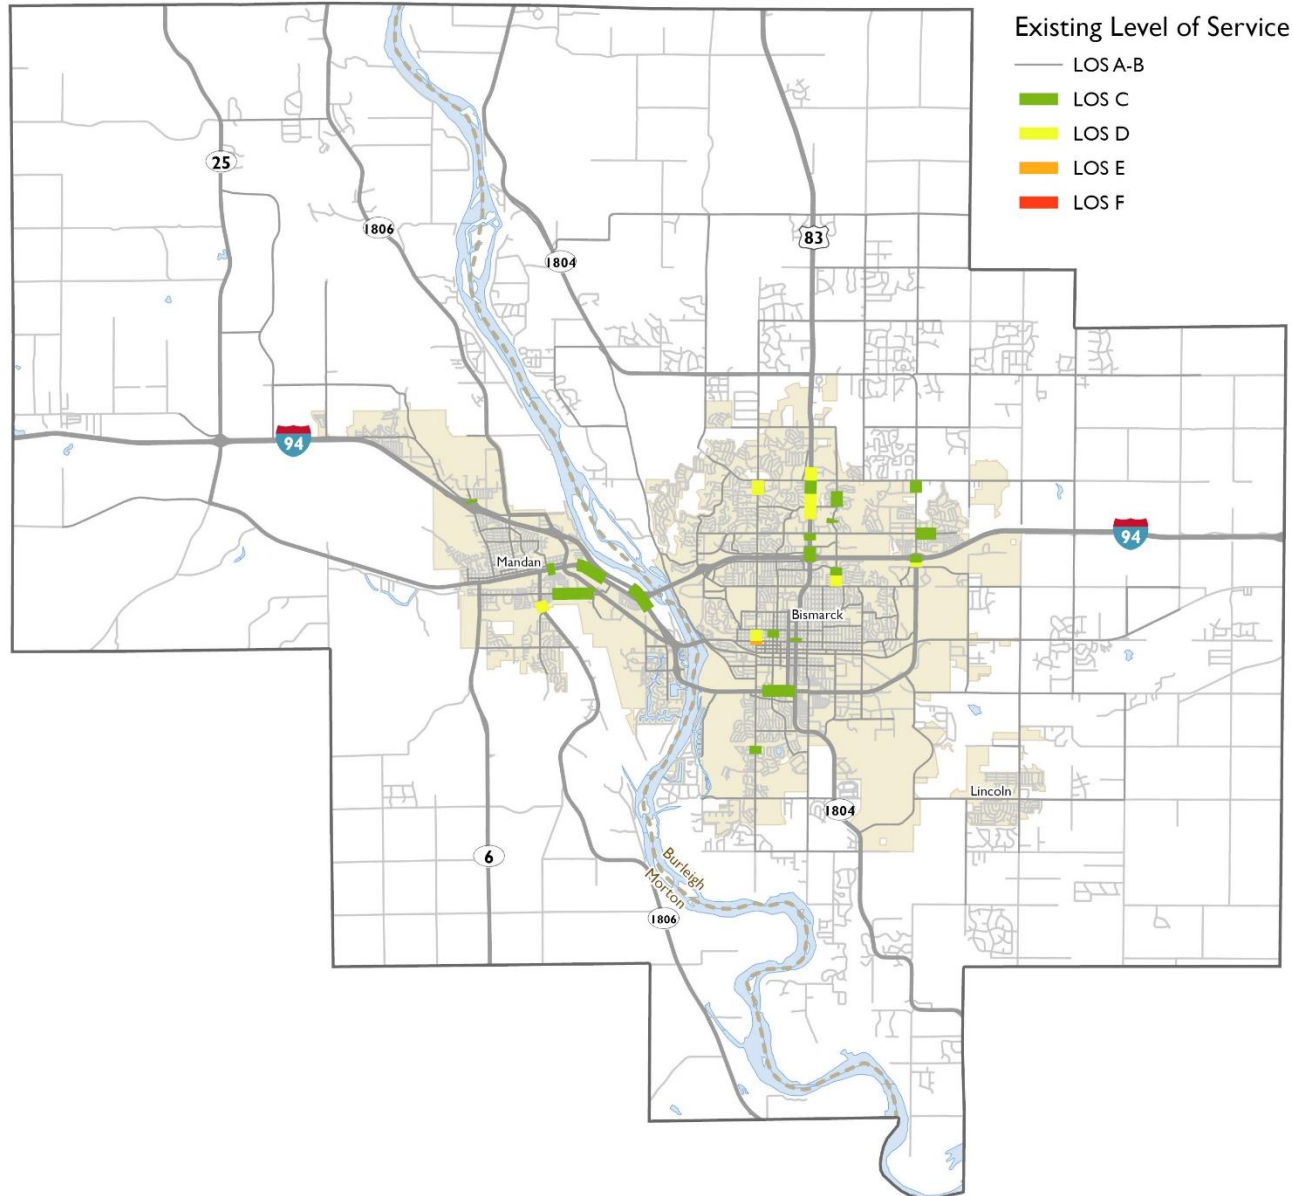 Existing Level of Service
LOS A-B
LOS C
LOS D
LOS E
LOS F
25
1806
1804
83
94
94
Mandan
Bismarck
Lincoln
1804
6
Burleigh
Morton
1806